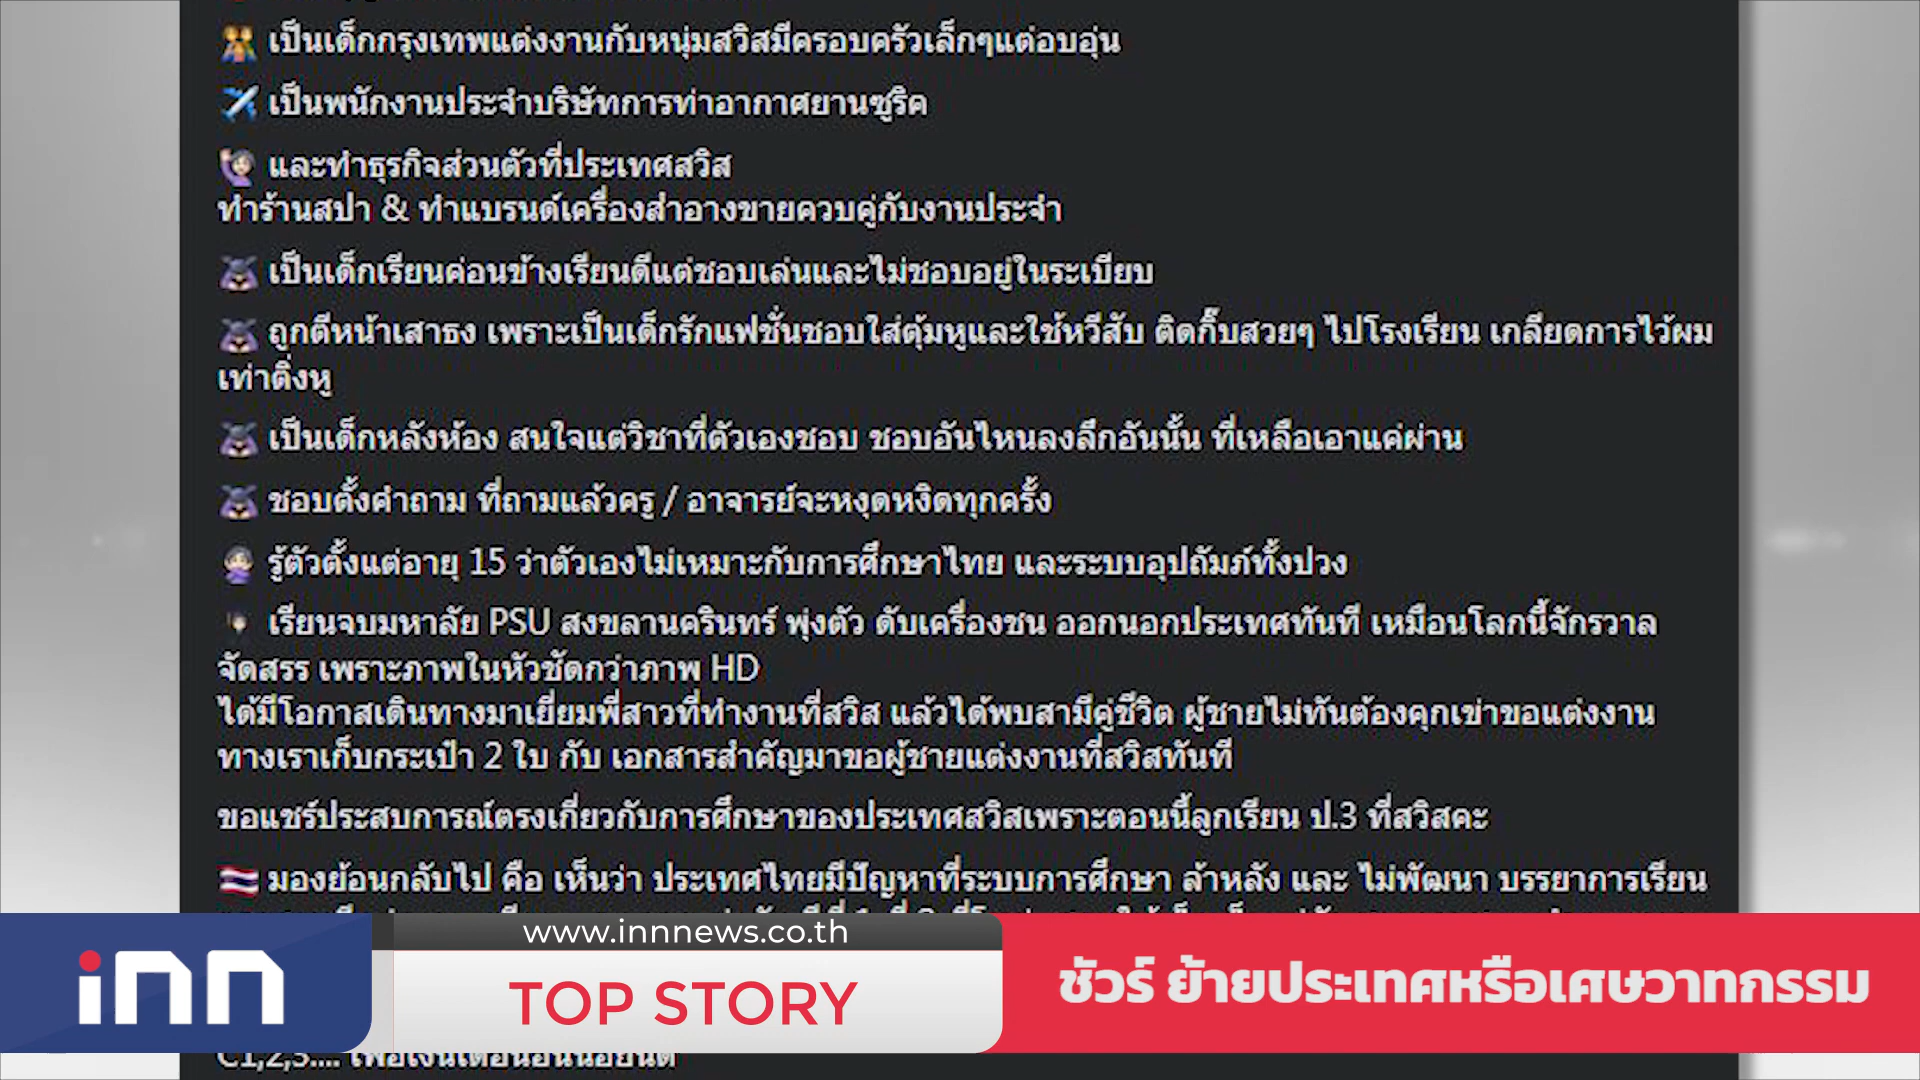 เป็นเด็กกรุงเทพแต่งงานกับหนุ่มสวิสมีครอบครัวเล็กๆแต่อบอุ่น
เป็นพนักงานประจำบริษัทการท่าอากาศยานซูริค
และทำธุรกิจส่วนตัวที่ประเทศสวิส
ทำร้านสปา & ทำแบรนด์เครื่องสำอางขายควบคู่กับงานประจำ
เป็นเด็กเรียนค่อนข้างเรียนดีแต่ชอบเล่นและไม่ชอบอยู่ในระเบียบ
ถูกตีหน้าเสาธง เพราะเป็นเด็กรักแฟชั่นชอบใส่ตุ้มหูและใช้หวีสับ ติดกิ๊บสวยๆ ไปโรงเรียน เกลียดการไว้ผม
เท่าติ่งหู
เป็นเด็กหลังห้อง สนใจแต่วิชาที่ตัวเองชอบ ชอบอันไหนลงลึกอันนั้น ที่เหลือเอาแค่ผ่าน
ชอบตั้งคำถาม ที่ถามแล้วครู / อาจารย์จะหงุดหงิดทุกครั้ง
รู้ตัวตั้งแต่อายุ 15 ว่าตัวเองไม่เหมาะกับการศึกษาไทย และระบบอุปถัมภ์ทั้งปวง
เรียนจบมหาลัย PSU สงขลานครินทร์ พุ่งตัว ดับเครื่องชน ออกนอกประเทศทันที เหมือนโลกนี้จักรวาล
จัดสรร เพราะภาพในหัวชัดกว่าภาพ HD
ได้มีโอกาสเดินทางมาเยี่ยมพี่สาวที่ทำงานที่สวิส แล้วได้พบสามีคู่ชีวิต ผู้ชายไม่ทันต้องคุกเข่าขอแต่งงาน
ทางเราเก็บกระเป๋า 2 ใบ กับ เอกสารสำคัญมาขอผู้ชายแต่งงานที่สวิสทันที
ขอแชร์ประสบการณ์ตรงเกี่ยวกับการศึกษาของประเทศสวิสเพราะตอนนี้ลูกเรียน ป.3 ที่สวิสคะ
มองย้อนกลับไป คือ เห็นว่า ประเทศไทยมีปัญหาที่ระบบการศึกษา ล้าหลัง และ ไม่พัฒนา บรรยาการเรียน
www.innnews.co.th
inn
TOP STORY
ชัวร์ ย้ายประเทศหรือเศษวาทกรรม
C1,2,3....